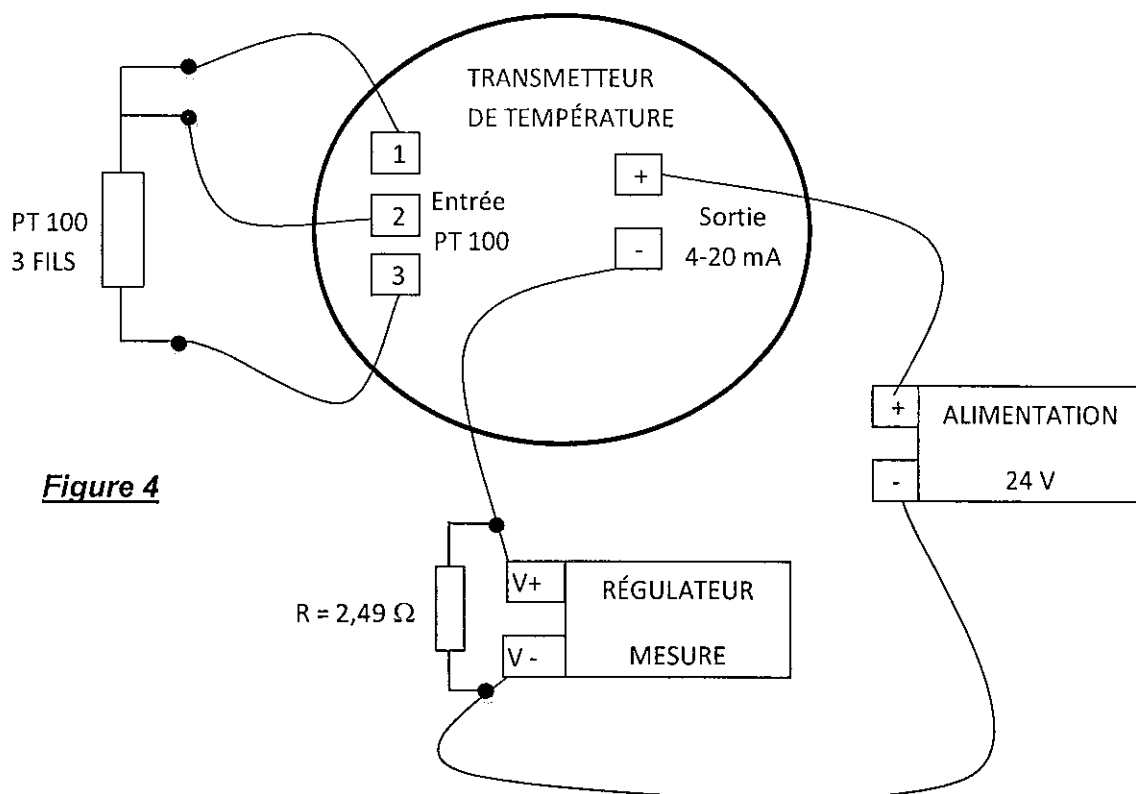 TRANSMETTEUR
DE TEMPÉRATURE
1
+
2
Entrée
PT 100
Sortie
PT 100
3 FILS
-
4-20 mA
3
+
ALIMENTATION
-
24 V
Figure 4
V+
RÉGULATEUR
R = 2,49 Ω
V -
MESURE